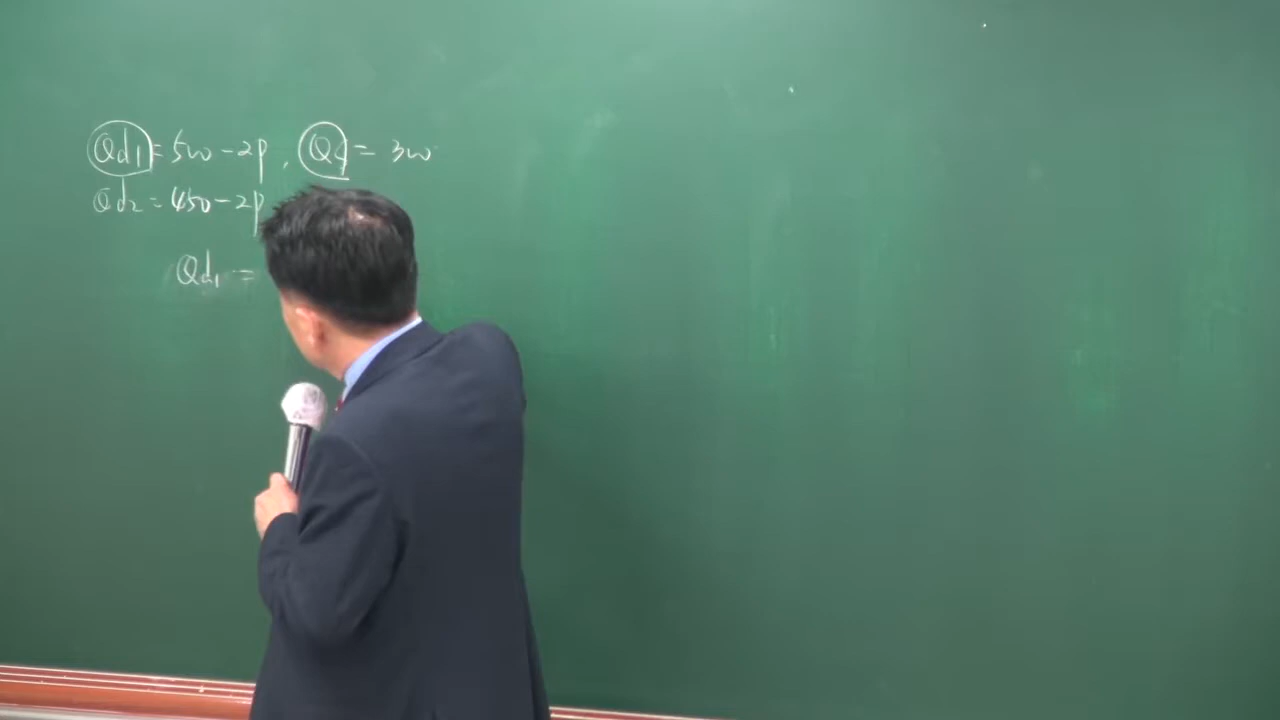 Qd1 = 500 - 2p , Qs = 300
Qd2 = 450 - 2p
Qd1 =